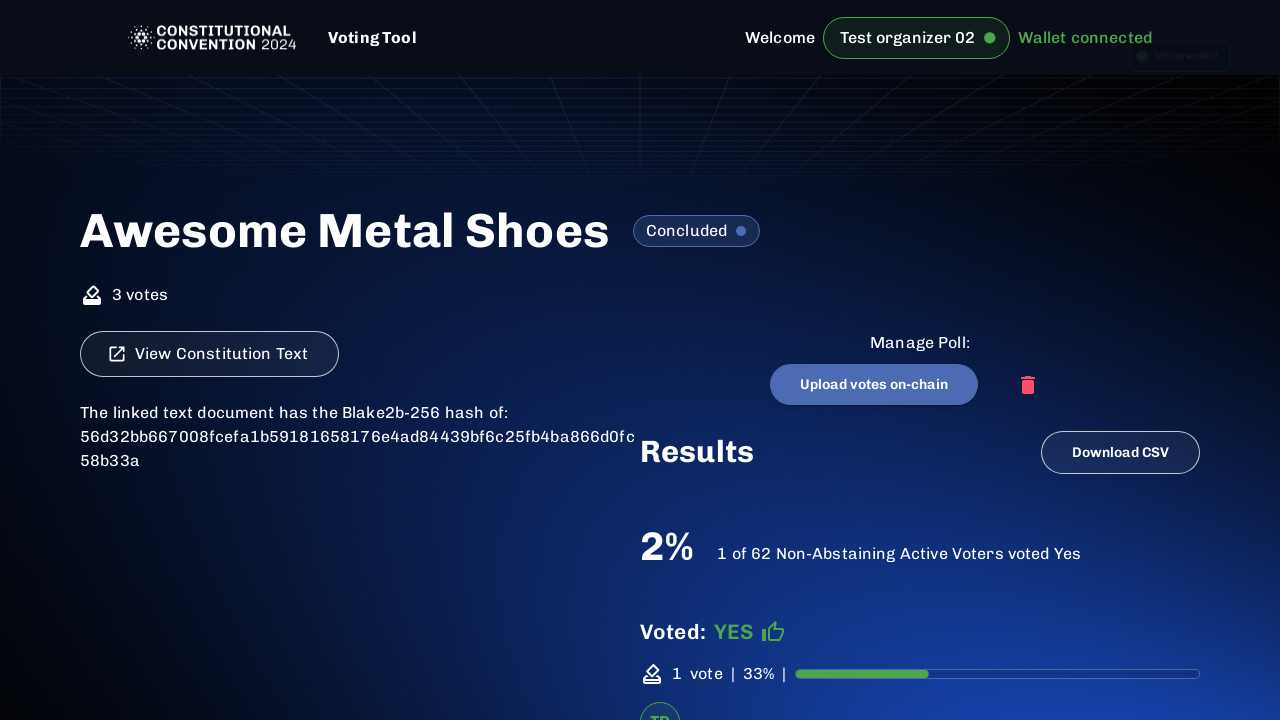 CONSTITUTIONAL
CONVENTION 2024
Voting Tool
Welcome
Test organizer 02
Wallet connected
Voting ended!
Awesome Metal Shoes
Concluded
3 votes
View Constitution Text
Manage Poll:
Upload votes on-chain
The linked text document has the Blake2b-256 hash of:
56d32bb667008fcefa1b59181658176e4ad84439bf6c25fb4ba866d0fc
58b33a
Results
Download CSV
2%
1 of 62 Non-Abstaining Active Voters voted Yes
Voted: YES
1 vote | 33% |